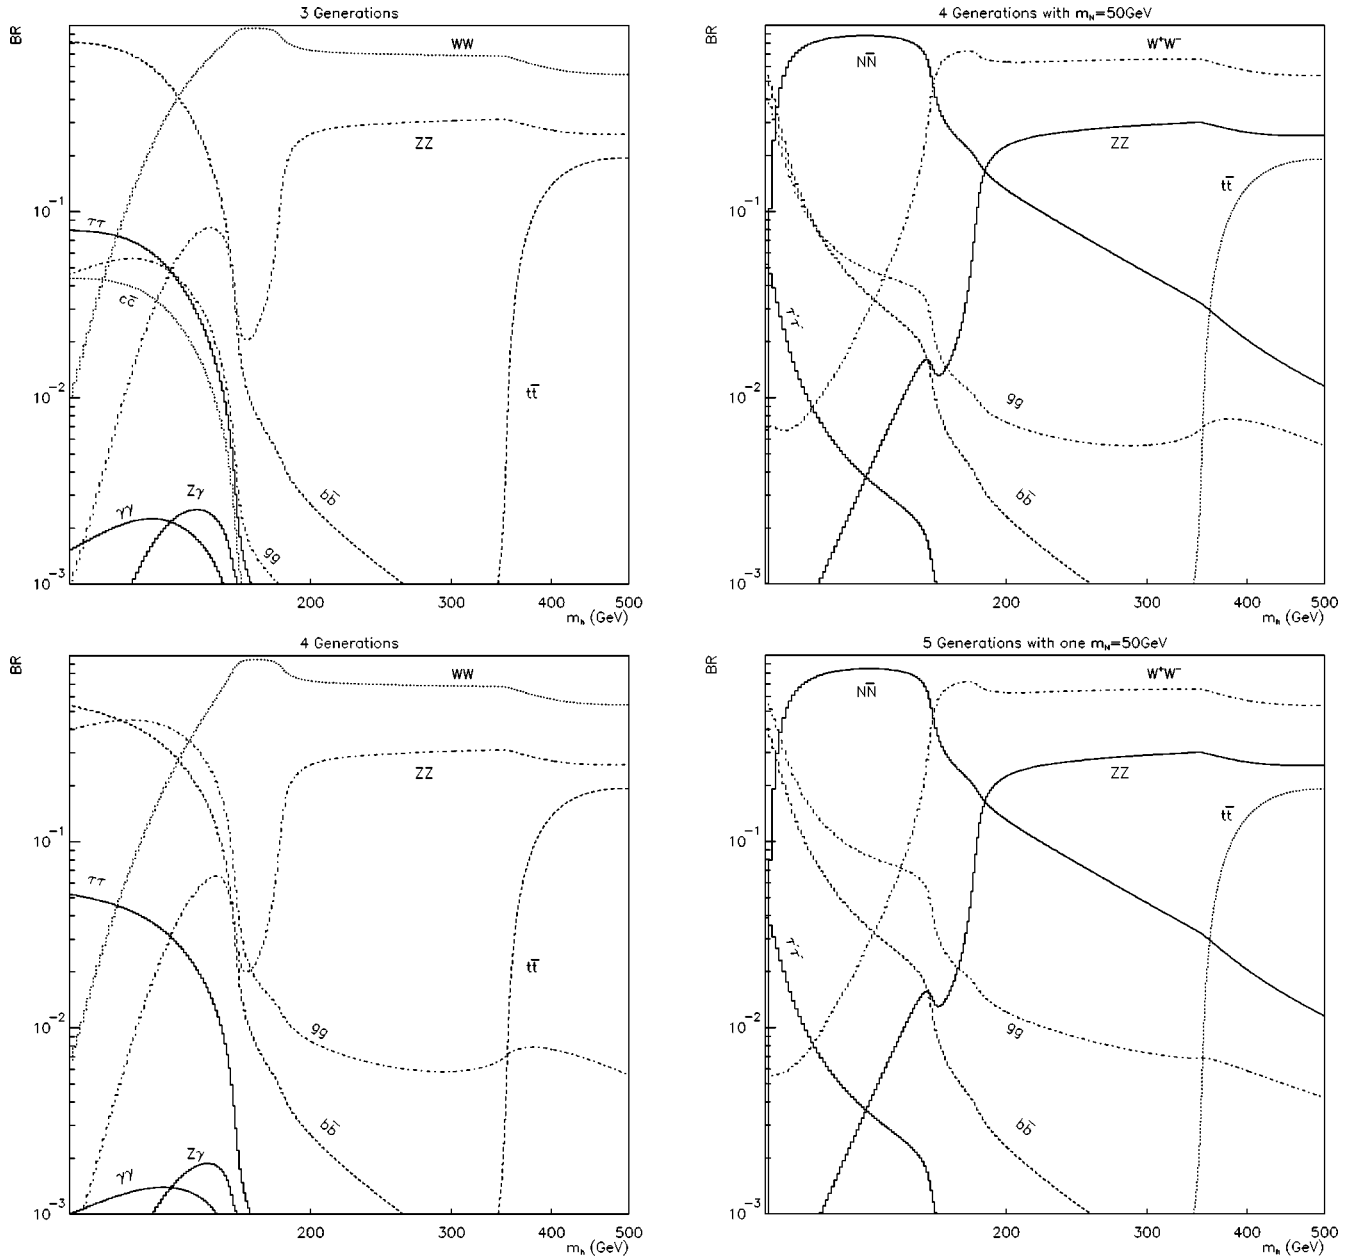 3 Generations
BR
WW
ZZ
10⁻¹
ττ
cc̄
10⁻²
tt̄
Zγ
γγ
bb̄
gg
10⁻³
200
300
400
500
mₕ (GeV)
4 Generations with m_N=50GeV
BR
W⁺W⁻
NN̄
ZZ
tt̄
10⁻¹
τ⁺τ⁻
10⁻²
gg
bb̄
10⁻³
200
300
400
500
mₕ (GeV)
4 Generations
BR
WW
ZZ
10⁻¹
ττ
tt̄
10⁻²
gg
bb̄
Zγ
γγ
10⁻³
200
300
400
500
mₕ (GeV)
5 Generations with one m_N=50GeV
BR
W⁺W⁻
NN̄
ZZ
tt̄
10⁻¹
τ⁺τ⁻
10⁻²
gg
bb̄
10⁻³
200
300
400
500
mₕ (GeV)